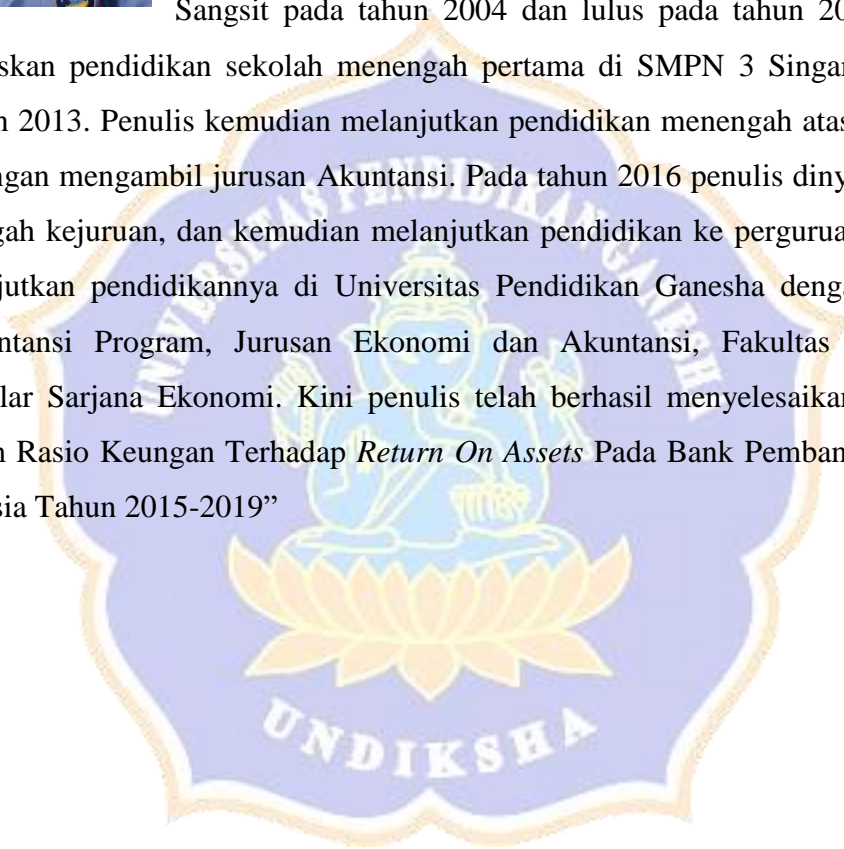 Sangsit pada tahun 2004 dan lulus pada tahun 20
skan pendidikan sekolah menengah pertama di SMPN 3 Singar
n 2013. Penulis kemudian melanjutkan pendidikan menengah atas
ngan mengambil jurusan Akuntansi. Pada tahun 2016 penulis diny
gah kejuruan, dan kemudian melanjutkan pendidikan ke pergurua
jutkan pendidikannya di Universitas Pendidikan Ganesha denga
ntansi Program, Jurusan Ekonomi dan Akuntansi, Fakultas
lar Sarjana Ekonomi. Kini penulis telah berhasil menyelesaikan
n Rasio Keungan Terhadap Return On Assets Pada Bank Pemban
sia Tahun 2015-2019”
UNIVERSITAS PENDIDIKAN GANESHA
UNDIKSHA